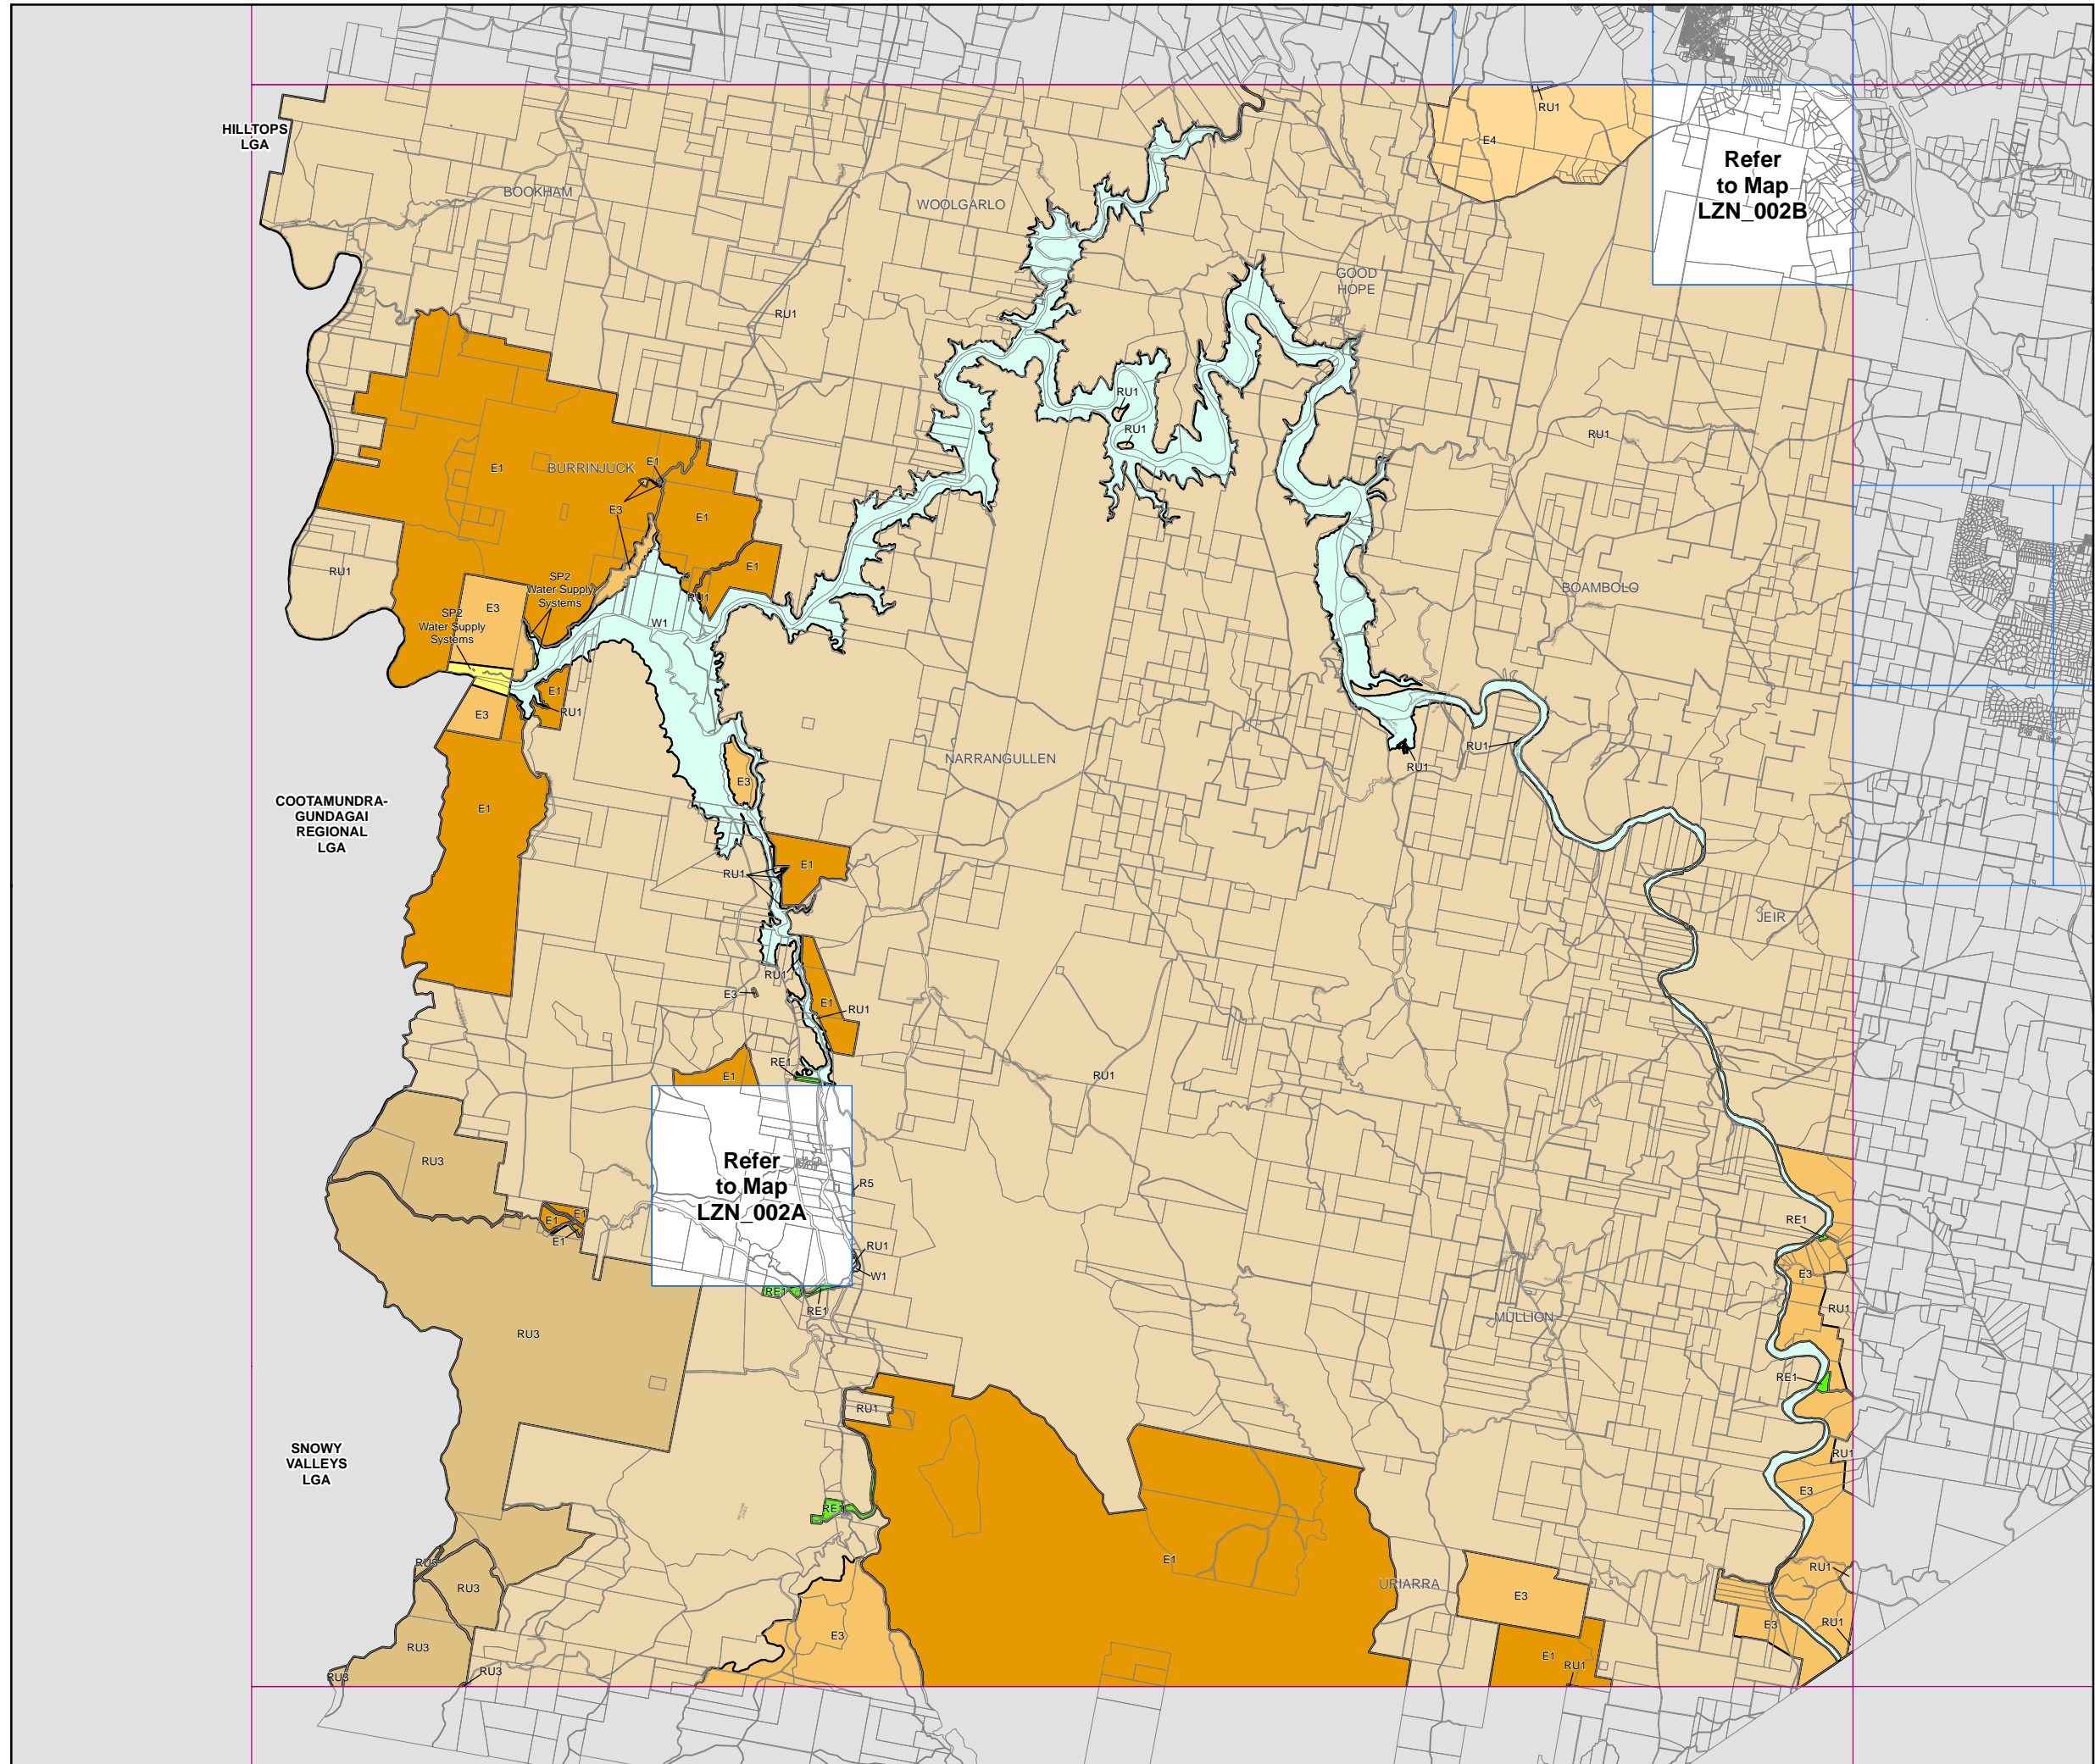 RU1
HILLTOPS
LGA
E4
Refer
to Map
LZN_002B
BOOKHAM
WOOLGARLO
GOOD
HOPE
RU1
RU1
RU1
RU1
E1
BURRINJUCK
E1
E3
E1
E1
RU1
SP2
Water Supply
Systems
RU1
E3
SP2
Water Supply
Systems
W1
BOAMBOLO
E1
RU1
E3
RU1
RU1
NARRANGULLEN
E3
COOTAMUNDRA-
GUNDAGAI
REGIONAL
LGA
E1
E1
RU1
JEIR
RU1
E3
E1
RU1
RE1
E1
RU1
Refer
to Map
LZN_002A
RU3
R5
E1
E1
E1
RE1
RU1
W1
E3
RE1
RE1
RU1
MULLION
RU3
RE1
RU1
SNOWY
VALLEYS
LGA
RU1
E3
RE1
E1
RU3
RU3
URIARRA
RU1
E3
E3
RU1
E3
RU3
E1
RU1
RU3
RU3